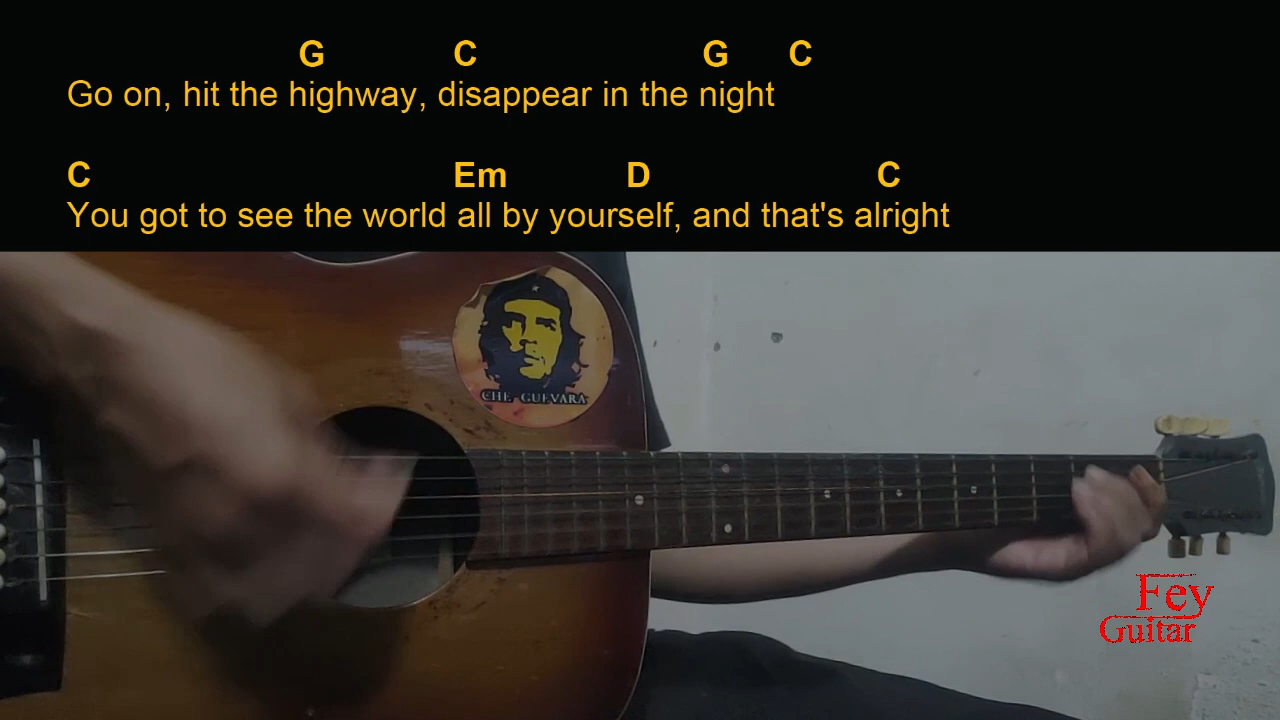 G C G C
Go on, hit the highway, disappear in the night
C Em D C
You got to see the world all by yourself, and that's alright
CHE GUEVARA
Fey
Guitar